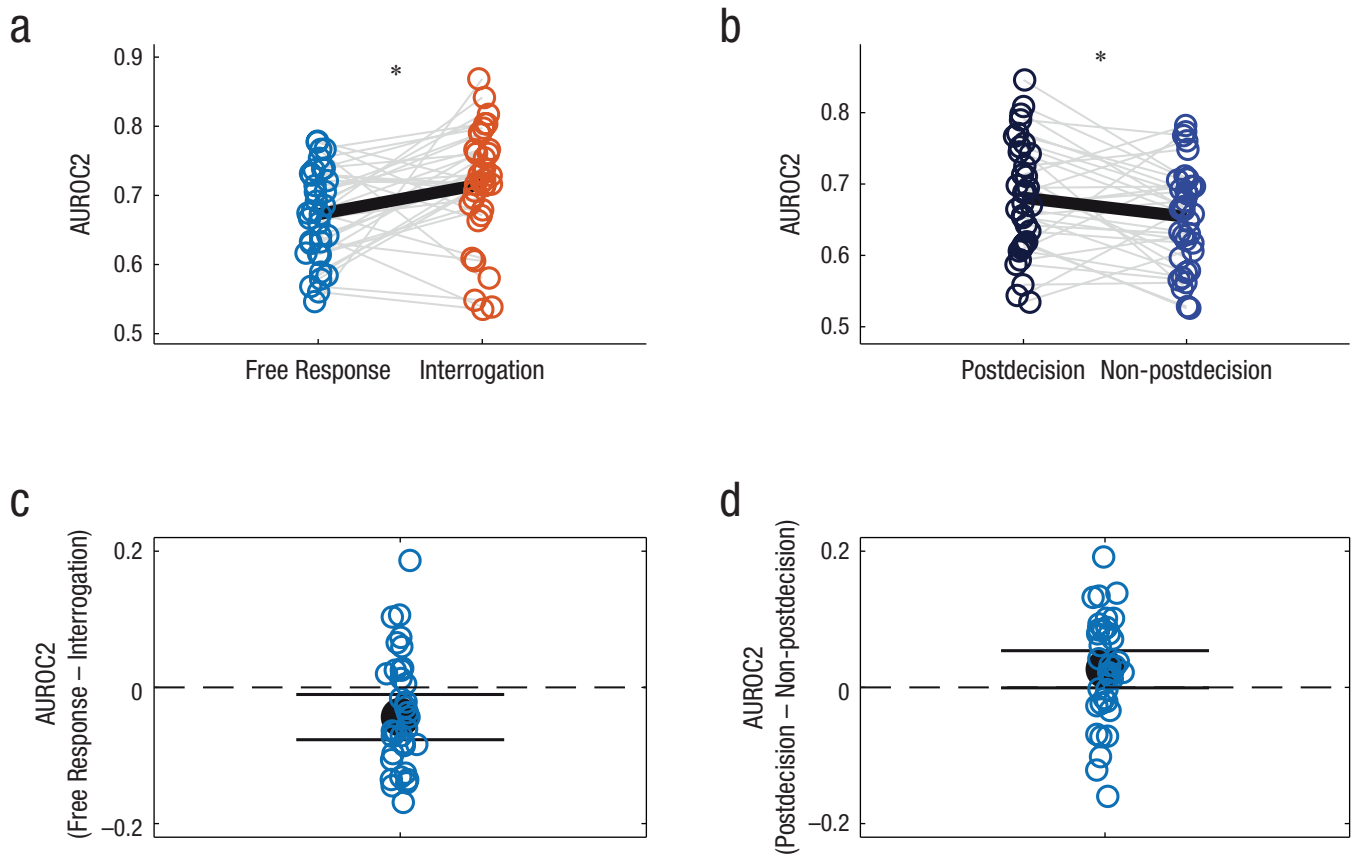 a
0.9
0.8
0.7
0.6
0.5
AUROC2
*
Free Response
Interrogation
b
0.8
0.7
0.6
0.5
AUROC2
*
Postdecision
Non-postdecision
c
0.2
0
–0.2
AUROC2
(Free Response – Interrogation)
d
0.2
0
–0.2
AUROC2
(Postdecision – Non-postdecision)